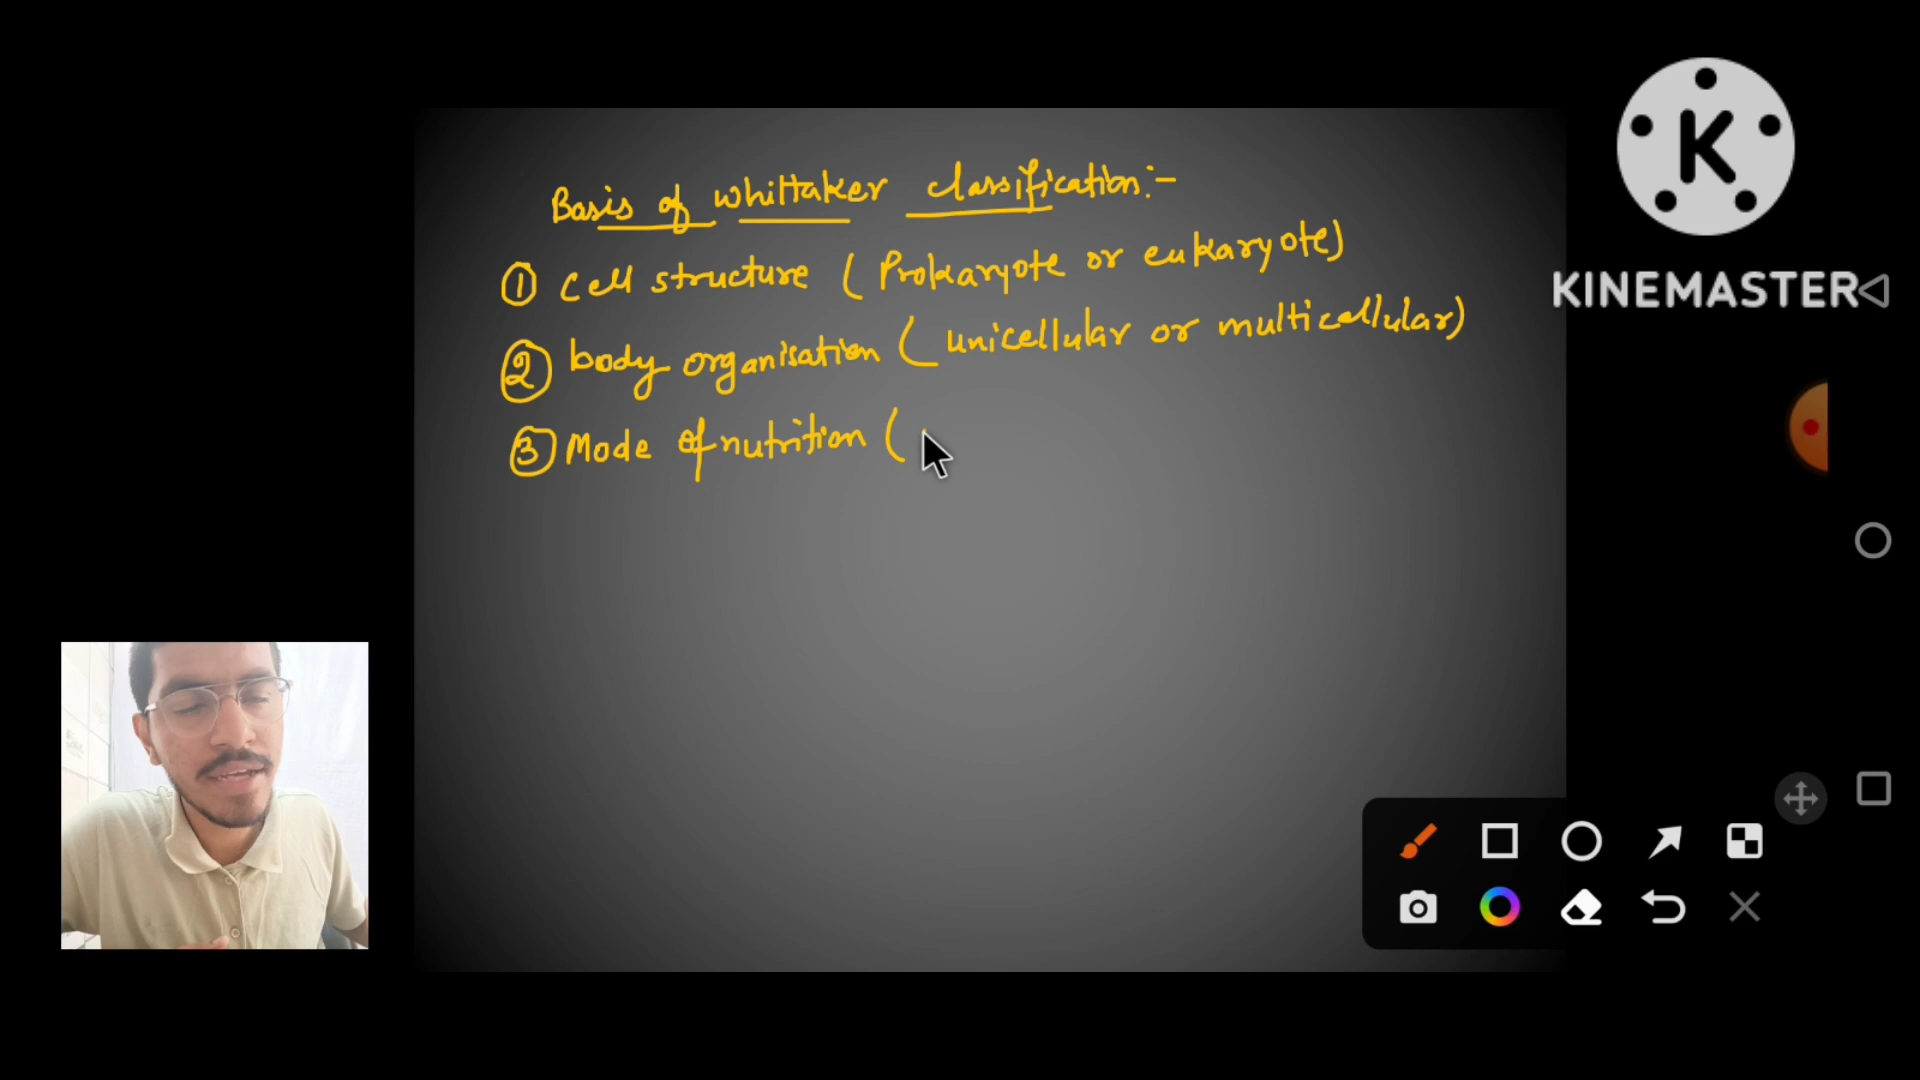 Basis of whittaker classification:-
① cell structure ( Prokaryote or eukaryote)
② body organisation ( unicellular or multicellular)
③ Mode of nutrition (
K
KINEMASTER